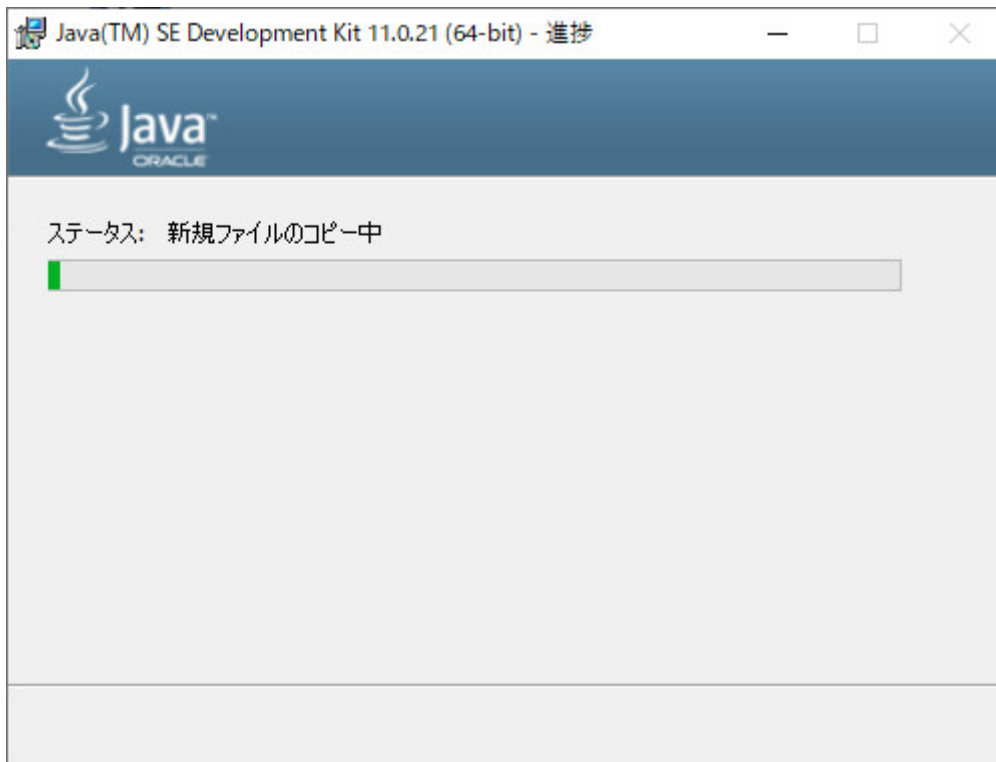 Java(TM) SE Development Kit 11.0.21 (64-bit) - 進捗
Java™
ORACLE
ステータス: 新規ファイルのコピー中